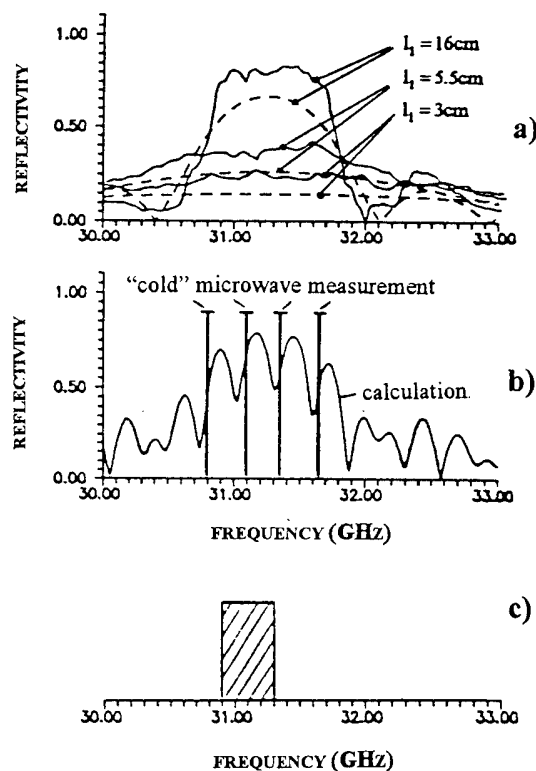 1.00
l₁ = 16cm
l₁ = 5.5cm
l₁ = 3cm
a)
0.50
0.00
REFLECTIVITY
30.00 31.00 32.00 33.00
1.00
"cold" microwave measurement
b)
0.50
calculation
0.00
REFLECTIVITY
30.00 31.00 32.00 33.00
FREQUENCY (GHz)
c)
30.00 31.00 32.00 33.00
FREQUENCY (GHz)